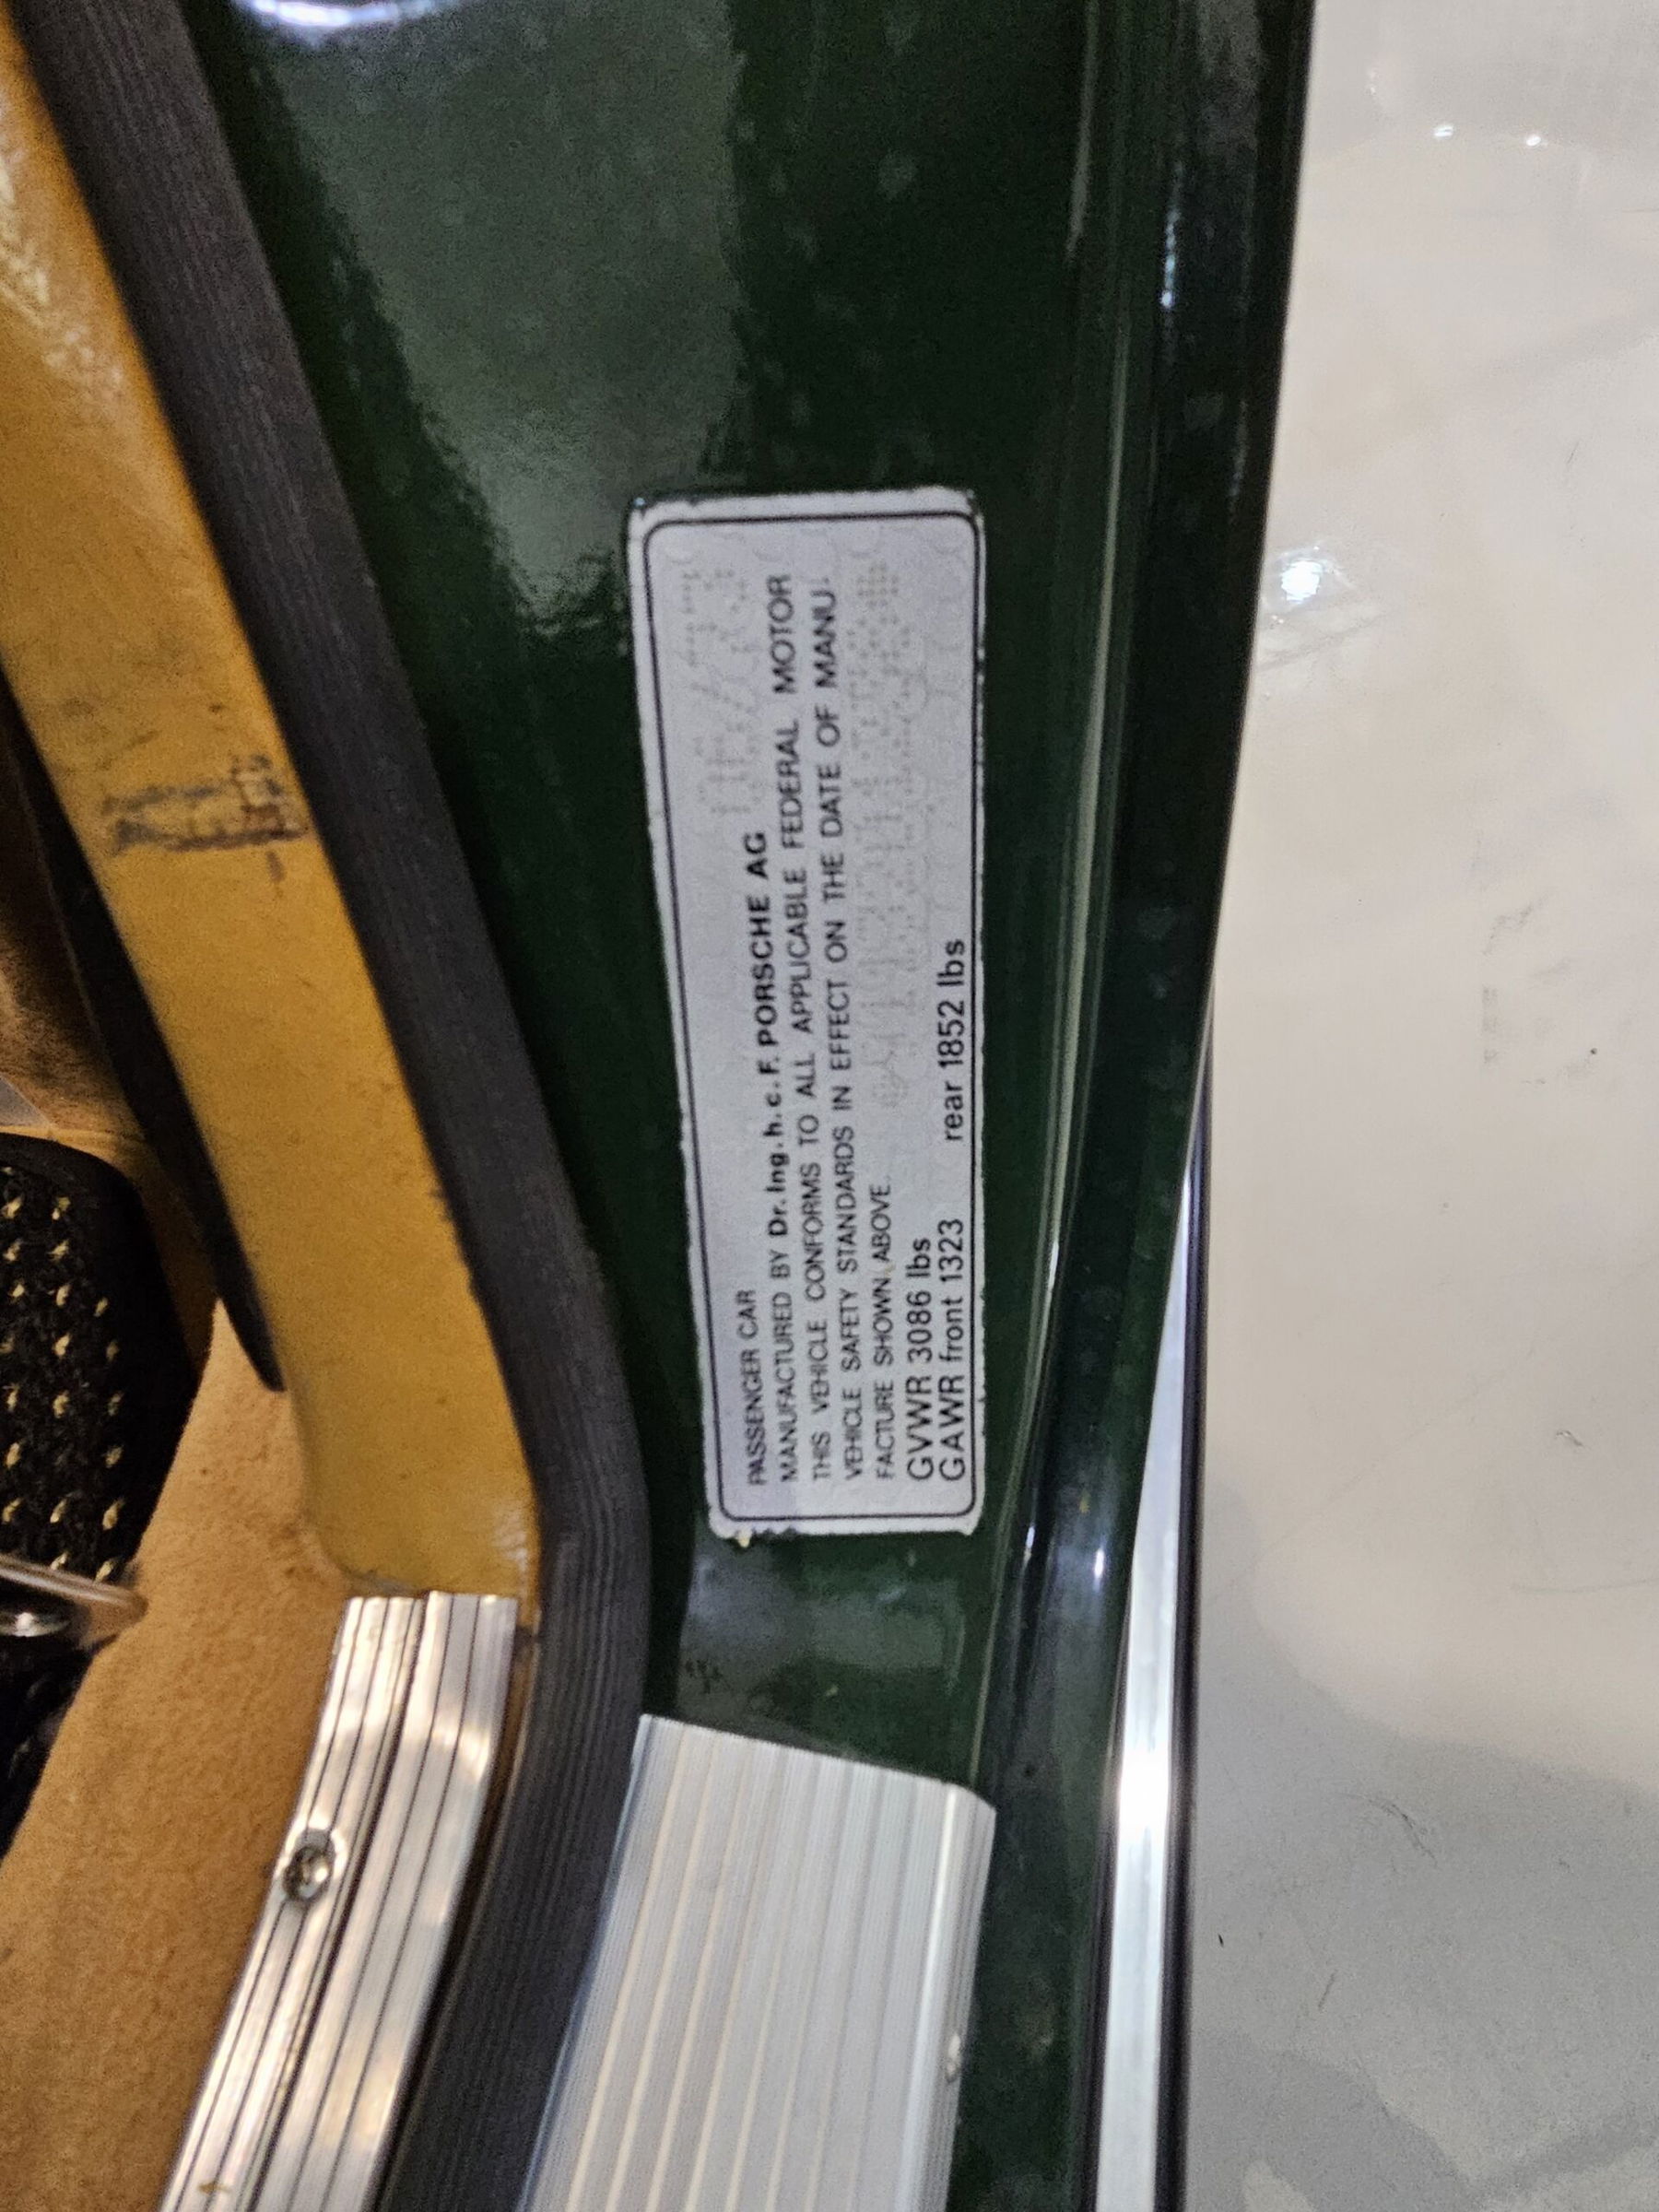 PASSENGER CAR
MANUFACTURED BY Dr. Ing. h. c. F. PORSCHE AG
THIS VEHICLE CONFORMS TO ALL APPLICABLE FEDERAL MOTOR
VEHICLE SAFETY STANDARDS IN EFFECT ON THE DATE OF MANU-
FACTURE SHOWN ABOVE.
GVWR 3086 lbs
GAWR front 1323 rear 1852 lbs